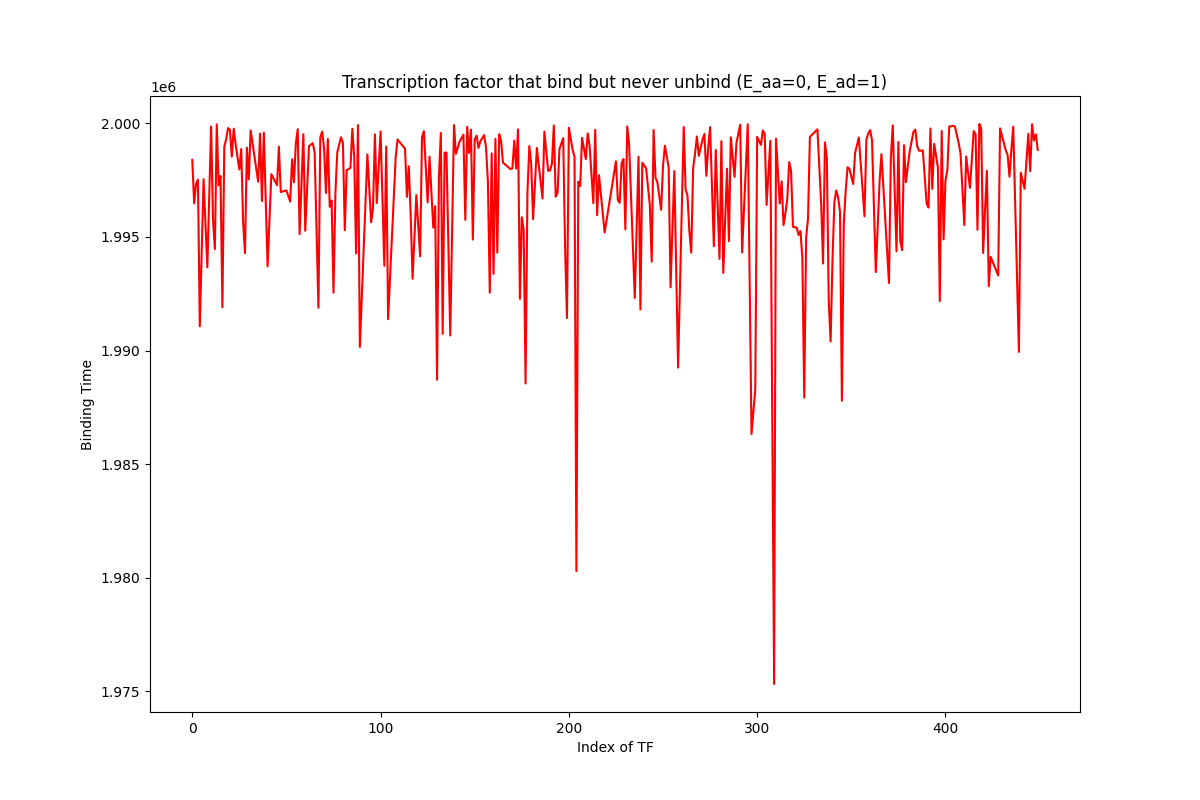 Transcription factor that bind but never unbind (E_aa=0, E_ad=1)
1e6
2.000
1.995
1.990
1.985
1.980
1.975
Binding Time
0 100 200 300 400
Index of TF